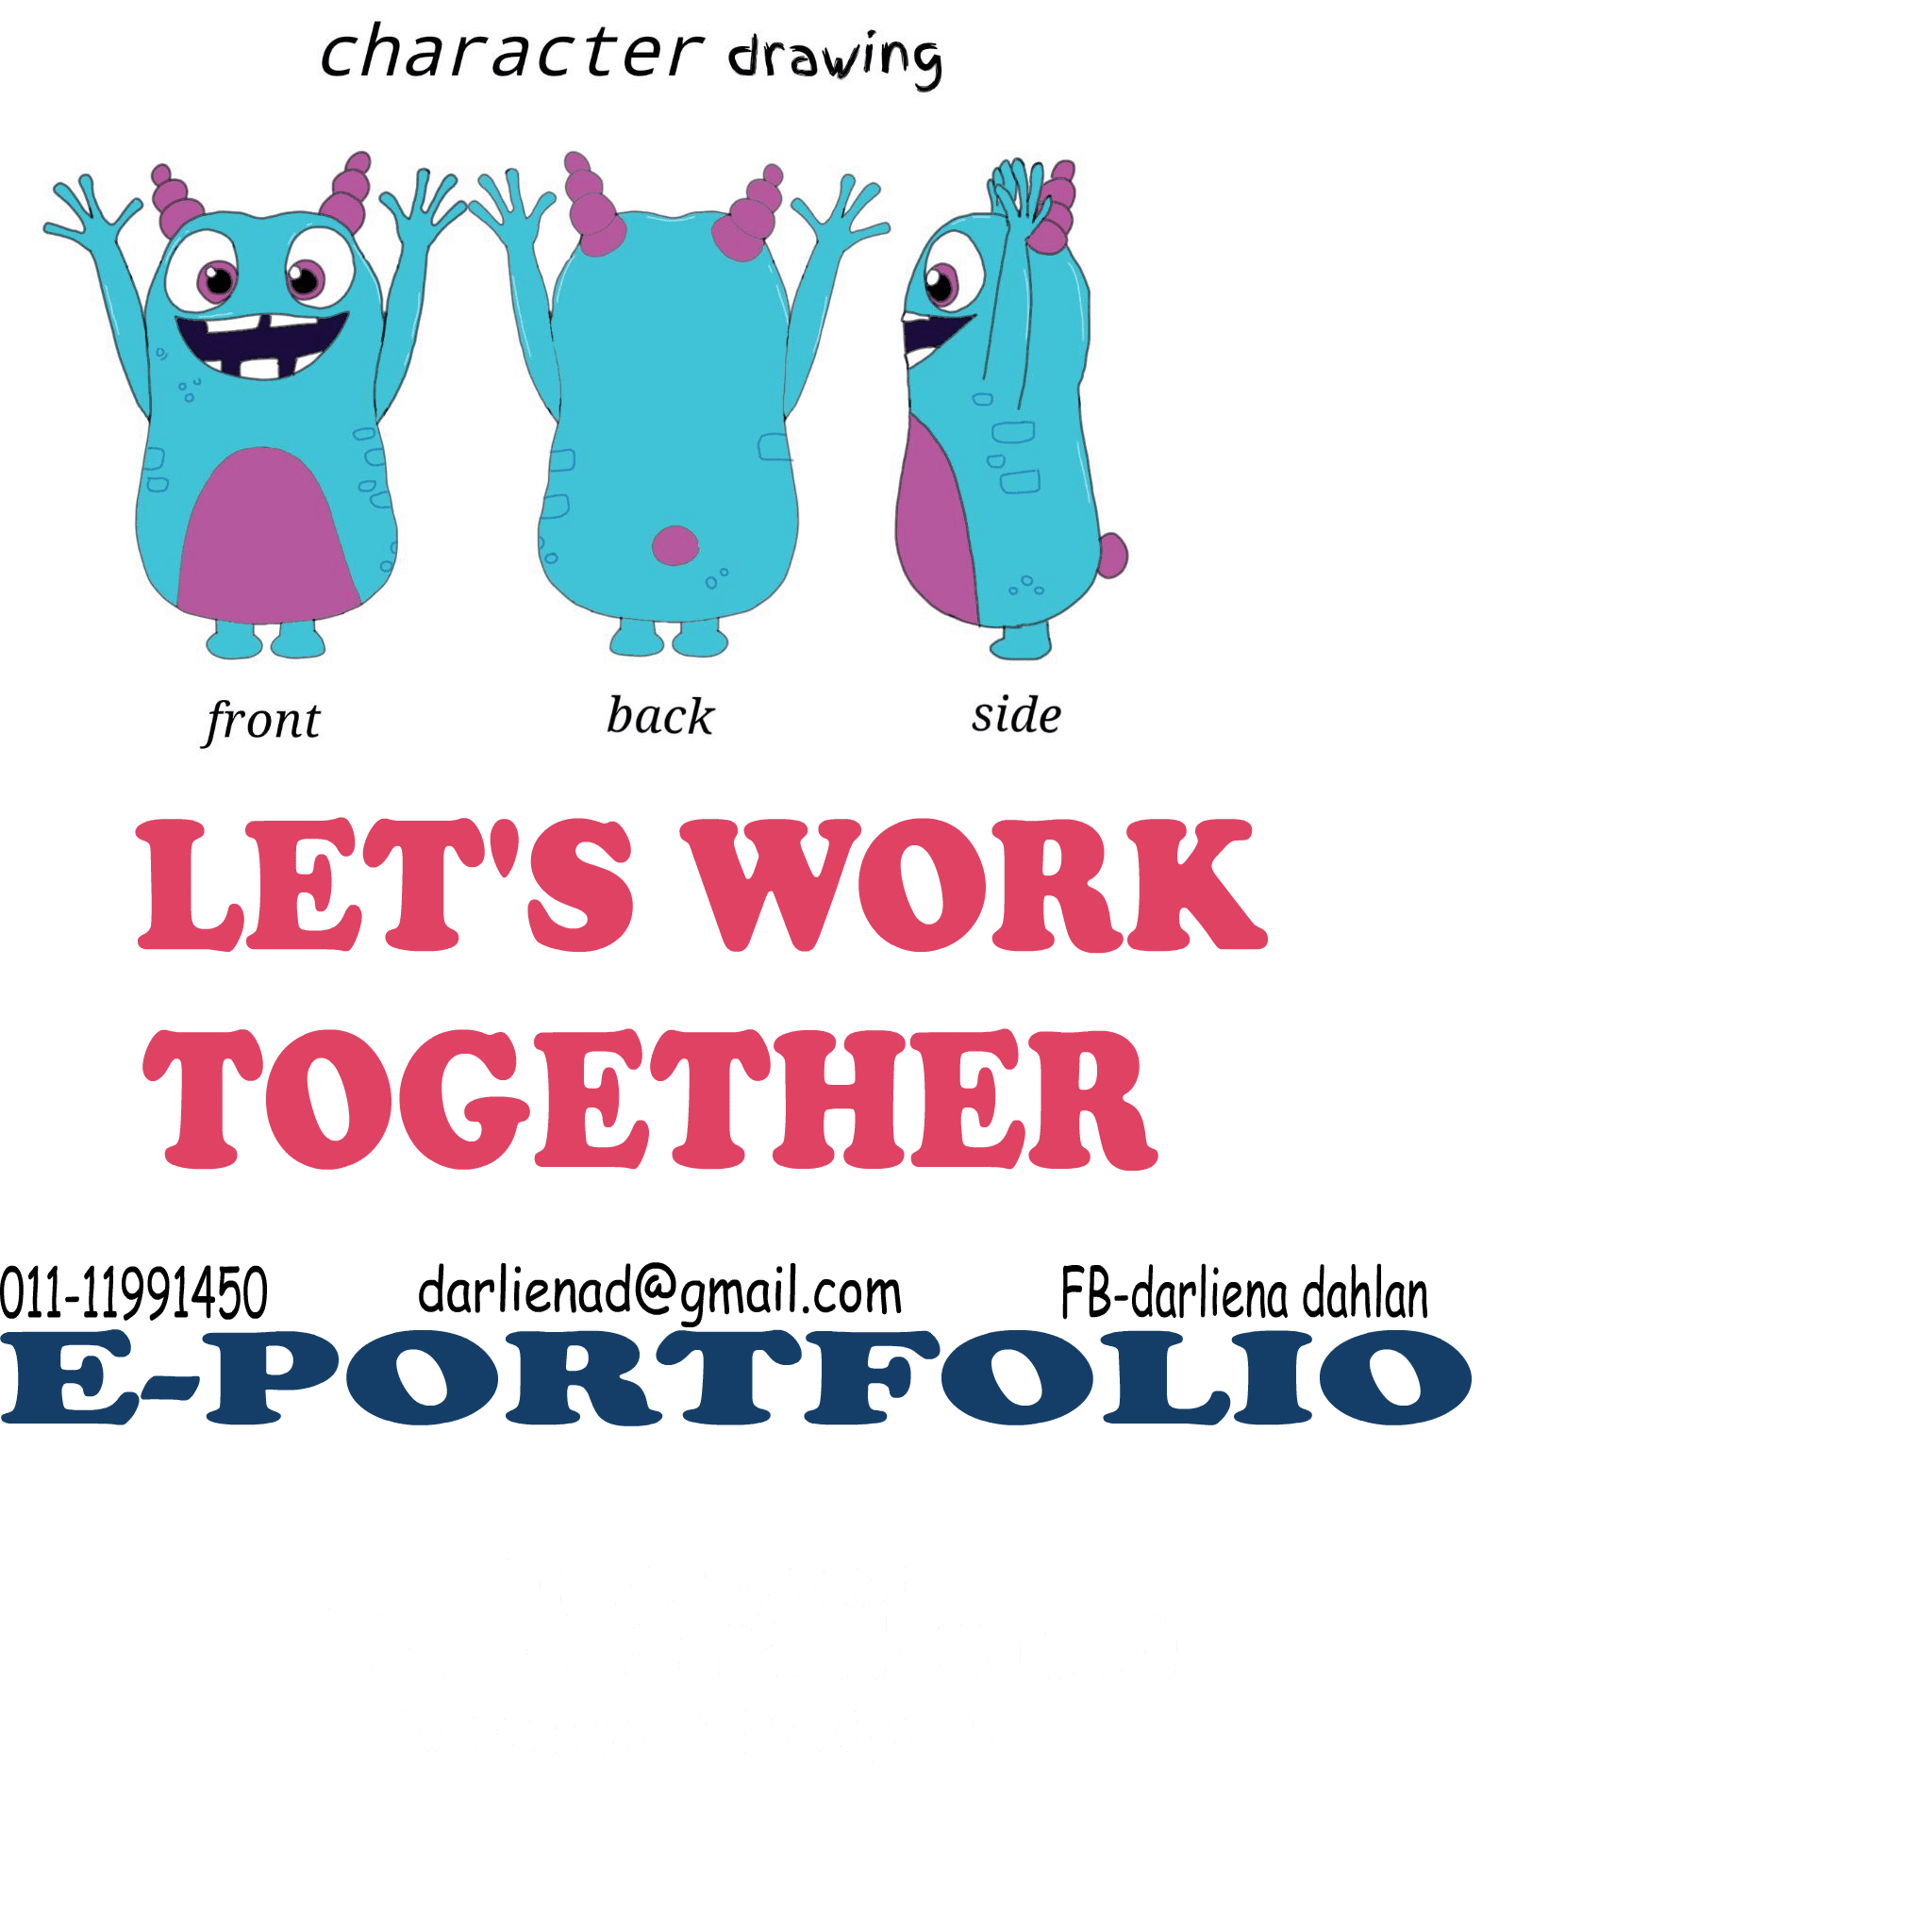 character drawing
front back side
LET'S WORK
TOGETHER
011-11991450 darlienad@gmail.com FB-darliena dahlan
E-PORTFOLIO